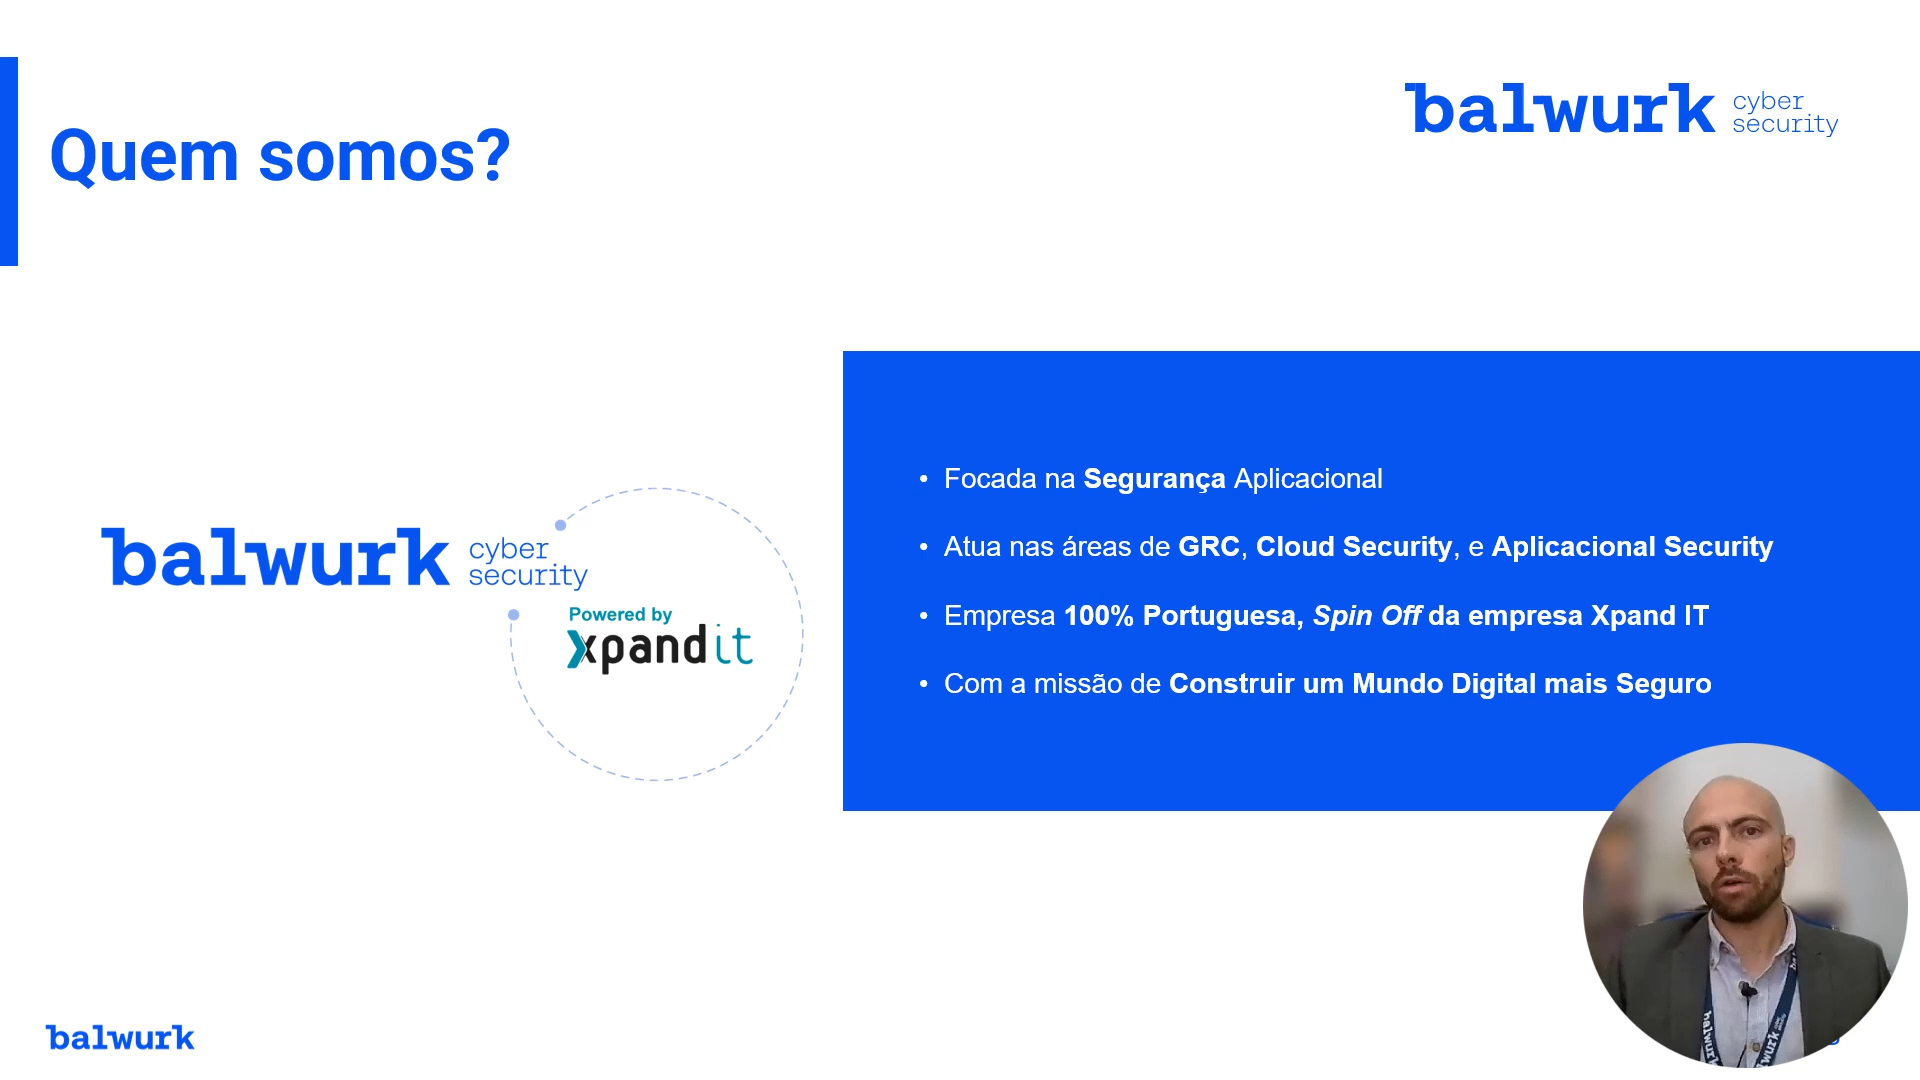 Quem somos?
balwurk cyber security
balwurk cyber security
Powered by
xpand it
• Focada na Segurança Aplicacional
• Atua nas áreas de GRC, Cloud Security, e Aplicacional Security
• Empresa 100% Portuguesa, Spin Off da empresa Xpand IT
• Com a missão de Construir um Mundo Digital mais Seguro
balwurk
balwurk